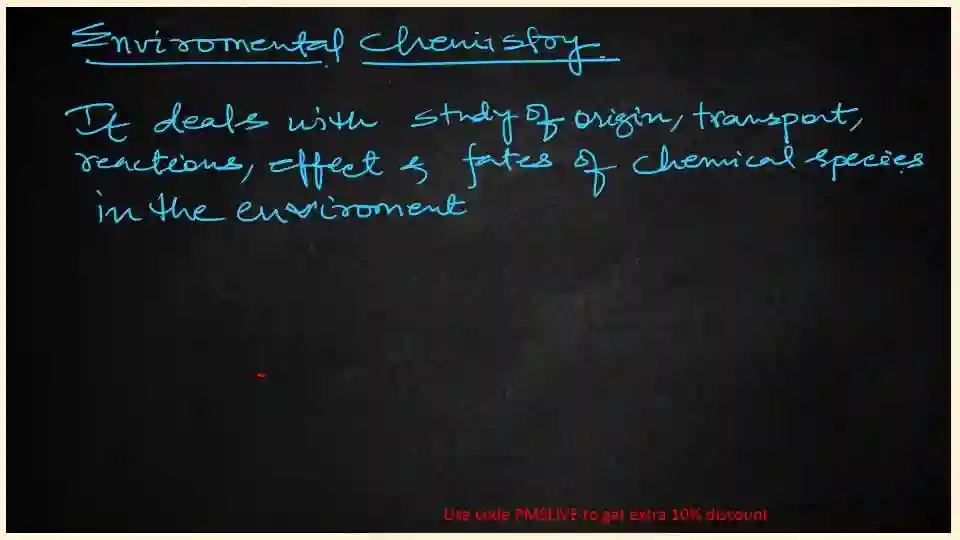 Enviromental Chemistry.
It deals with study of origin, transport,
reactions, effect & fates of chemical species
in the enviroment
Use code PMSLIVE to get extra 10% discount